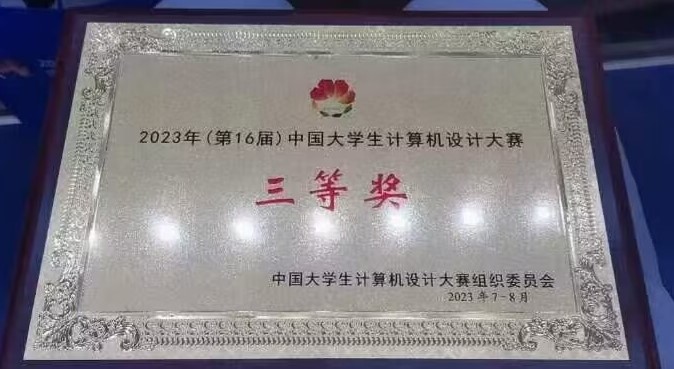 2023年(第16届)中国大学生计算机设计大赛
三等奖
中国大学生计算机设计大赛组织委员会
2023年7-8月